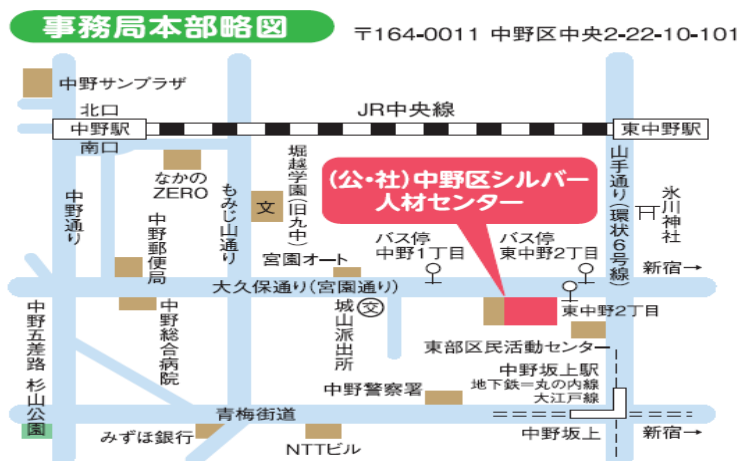 事務局本部略図
〒164-0011 中野区中央2-22-10-101
中野サンプラザ
北口
JR中央線
中野駅
東中野駅
南口
なかの
ZERO
堀越学園(旧九中)
文
もみじ山通り
(公・社)中野区シルバー
人材センター
山手通り(環状6号線)
氷川神社
中野通り
中野郵便局
宮園オート
バス停
中野1丁目
バス停
東中野2丁目
新宿→
大久保通り(宮園通り)
中野五差路
杉山公園
中野総合病院
城山派出所
交
東中野2丁目
東部区民活動センター
中野坂上駅
地下鉄=丸の内線
大江戸線
中野警察署
青梅街道
みずほ銀行
NTTビル
中野坂上
新宿→